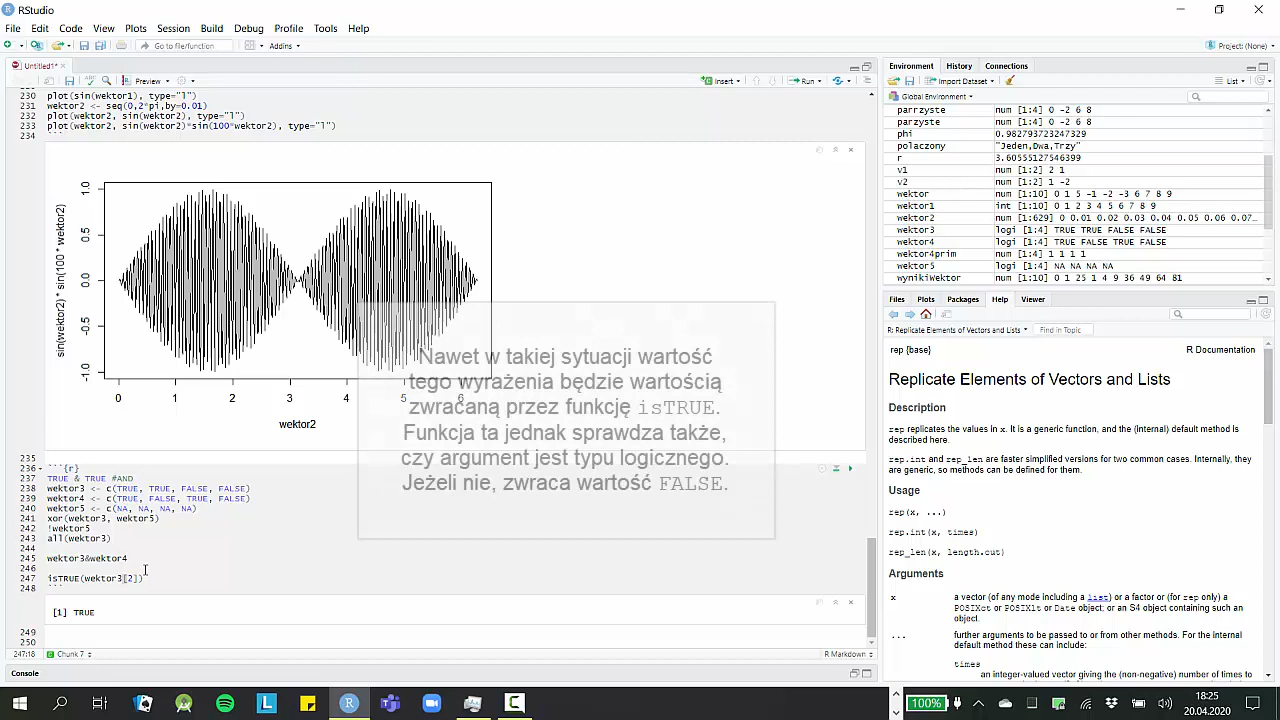 RStudio
File Edit Code View Plots Session Build Debug Profile Tools Help
Go to file/function Addins Project: (None)
Untitled1*
Preview Insert Run
230 plot(sin(wektor1), type="l")
231 wektor2 <- seq(0,2*pi,by=0.01)
232 plot(wektor2, sin(wektor2), type="l")
233 plot(wektor2, sin(wektor2)*sin(100*wektor2), type="l")
234 ```
sin(wektor2) * sin(100 * wektor2)
1.0
0.5
0.0
-0.5
-1.0
0 1 2 3 4 5 6
wektor2
Nawet w takiej sytuacji wartość
tego wyrażenia będzie wartością
zwracaną przez funkcję isTRUE.
Funkcja ta jednak sprawdza także,
czy argument jest typu logicznego.
Jeżeli nie, zwraca wartość FALSE.
235
236 ```{r}
237 TRUE & TRUE #AND
238 wektor3 <- c(TRUE, TRUE, FALSE, FALSE)
239 wektor4 <- c(TRUE, FALSE, TRUE, FALSE)
240 wektor5 <- c(NA, NA, NA, NA)
241 xor(wektor3, wektor5)
242 !wektor5
243 all(wektor3)
244
245 wektor3&wektor4
246
247 isTRUE(wektor3[2])
248 ```
[1] TRUE
249
250
247:18 Chunk 7 R Markdown
Console
Environment History Connections
Import Dataset List
Global Environment
parrzyste num [1:4] 0 -2 6 8
parzyste num [1:4] 0 -2 6 8
phi 0.982793723247329
polaczony "Jeden,Dwa,Trzy"
r 3.60555127546399
v1 num [1:2] 2 1
v2 num [1:2] 1 -2
wektor num [1:10] 0 1 5 -1 -2 -3 6 7 8 9
wektor1 int [1:10] 0 1 2 3 4 5 6 7 8 9
wektor2 num [1:629] 0 0.01 0.02 0.03 0.04 0.05 0.06 0.07...
wektor3 logi [1:4] TRUE TRUE FALSE FALSE
wektor4 logi [1:4] TRUE FALSE TRUE FALSE
wektor4prim num [1:4] 1 1 1 1
wektor5 logi [1:4] NA NA NA NA
wynikiWektor num [1:10] 0 1 25 1 4 9 36 49 64 81
Files Plots Packages Help Viewer
R: Replicate Elements of Vectors and Lists Find in Topic
rep {base} R Documentation
Replicate Elements of Vectors and Lists
Description
rep replicates the values in x. It is a generic function, and the (internal) default method is
described here.
rep.int and rep_len are faster simplified versions for two common cases. Internally, they
are generic, so methods can be defined for them.
Usage
rep(x, ...)
rep.int(x, times)
rep_len(x, length.out)
Arguments
x a vector (of any mode including a list) or a factor or (for rep only) a
POSIXct or POSIXlt or Date object; or an S4 object containing such an
object.
... further arguments to be passed to or from other methods. For the internal
default method these can include:
times
an integer-valued vector giving the (non-negative) number of times to
100% 18:25
20.04.2020